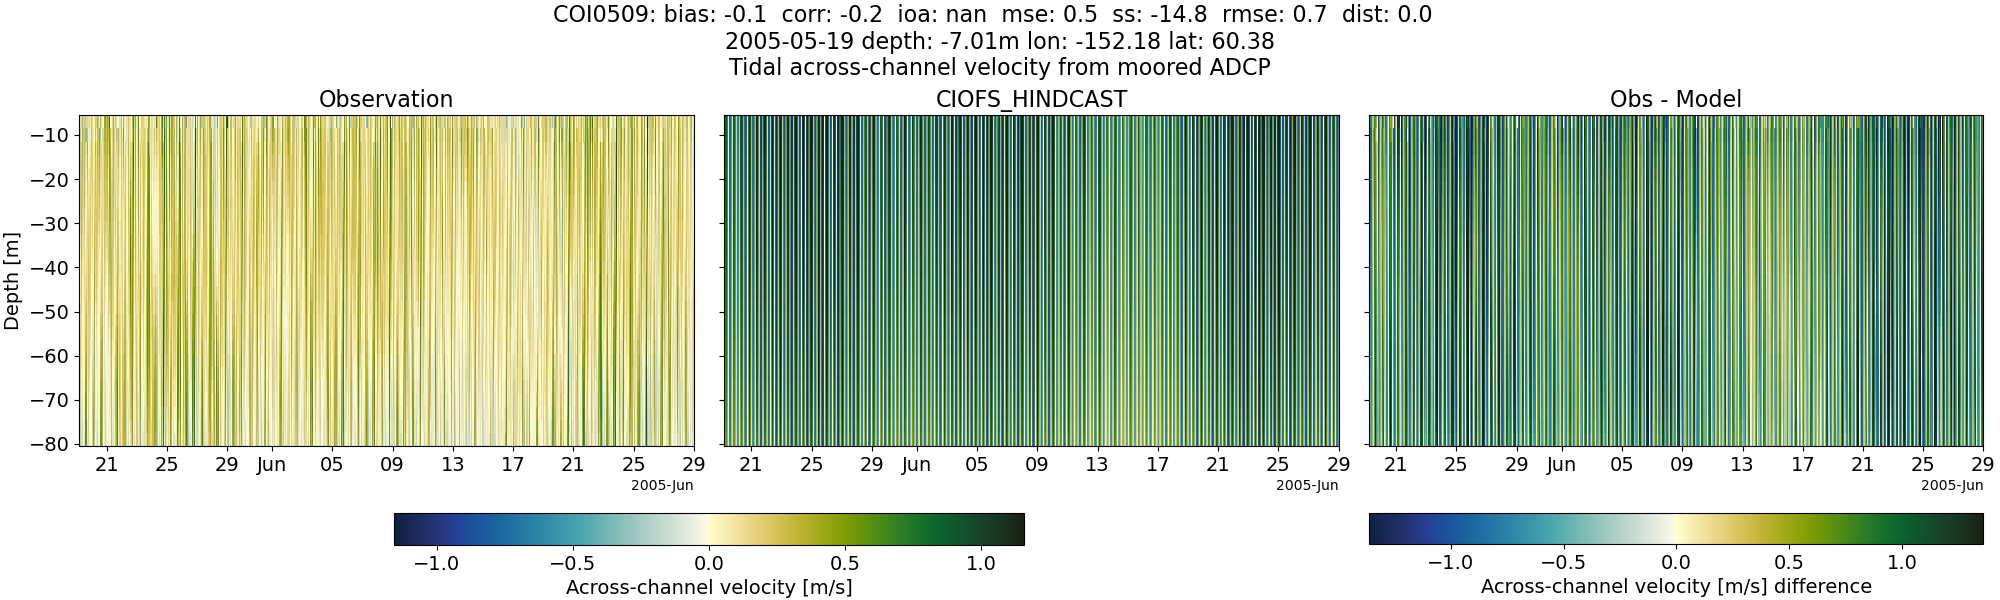 COI0509: bias: -0.1 corr: -0.2 ioa: nan mse: 0.5 ss: -14.8 rmse: 0.7 dist: 0.0
2005-05-19 depth: -7.01m lon: -152.18 lat: 60.38
Tidal across-channel velocity from moored ADCP
Observation
CIOFS_HINDCAST
Obs - Model
Depth [m]
−10
−20
−30
−40
−50
−60
−70
−80
21 25 29 Jun 05 09 13 17 21 25 29
2005-Jun
21 25 29 Jun 05 09 13 17 21 25 29
2005-Jun
21 25 29 Jun 05 09 13 17 21 25 29
2005-Jun
−1.0 −0.5 0.0 0.5 1.0
Across-channel velocity [m/s]
−1.0 −0.5 0.0 0.5 1.0
Across-channel velocity [m/s] difference